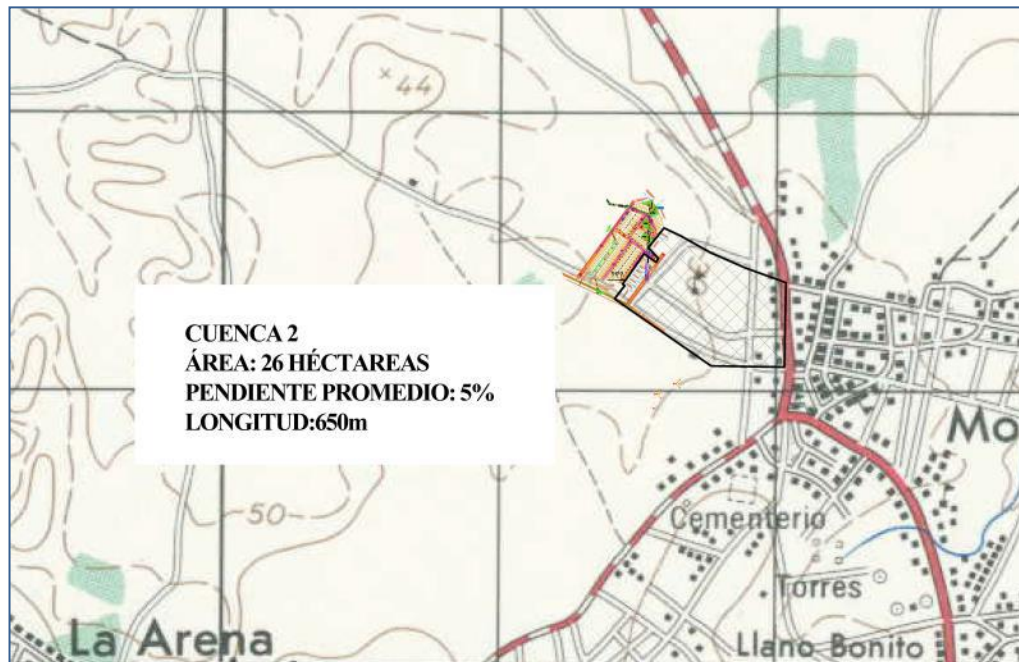 44
CUENCA 2
ÁREA: 26 HÉCTAREAS
PENDIENTE PROMEDIO: 5%
LONGITUD:650m
Mo
50
Cementerio
Torres
La Arena
Llano Bonito